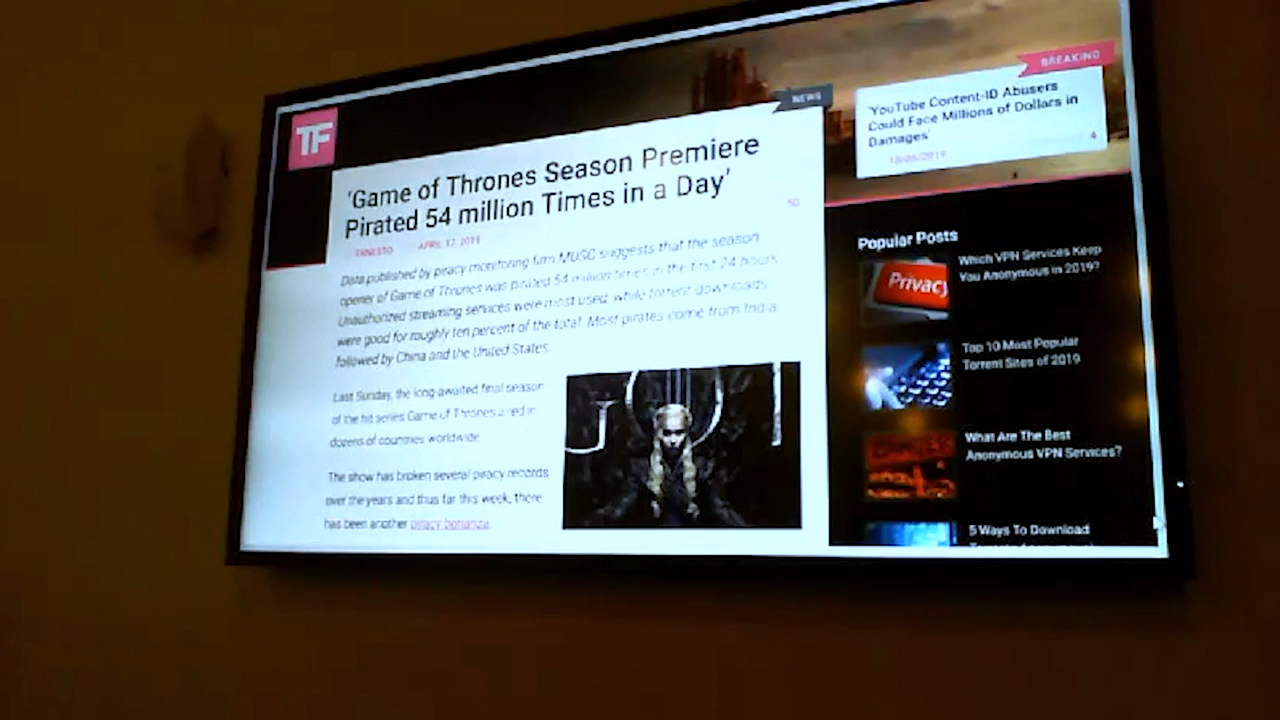 TF
NEWS
'Game of Thrones Season Premiere
Pirated 54 million Times in a Day'
ERNESTO APRIL 17, 2019
50
Data published by piracy monitoring firm MUSO suggests that the season
opener of Game of Thrones was pirated 54 million times in the first 24 hours.
Unauthorized streaming services were most used, while torrent downloads
were good for roughly ten percent of the total. Most pirates come from India,
followed by China and the United States.
Last Sunday, the long-awaited final season
of the hit series Game of Thrones aired in
dozens of countries worldwide.
The show has broken several piracy records
over the years and thus far this week, there
has been another piracy bonanza.
BREAKING
'YouTube Content-ID Abusers
Could Face Millions of Dollars in
Damages'
4
Popular Posts
Privacy
Which VPN Services Keep
You Anonymous in 2019?
Top 10 Most Popular
Torrent Sites of 2019
What Are The Best
Anonymous VPN Services?
5 Ways To Download